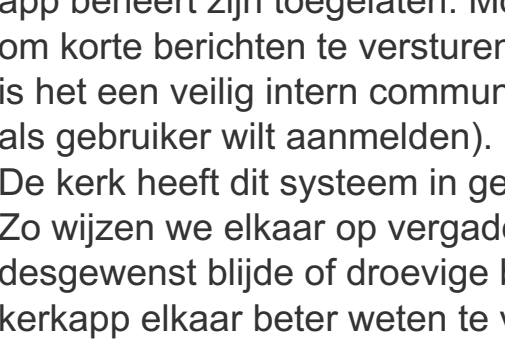 app beheert zijn toegelaten. Mo
om korte berichten te versturen
is het een veilig intern commun
als gebruiker wilt aanmelden).
De kerk heeft dit systeem in ge
Zo wijzen we elkaar op vergade
desgewenst blijde of droevige b
kerkapp elkaar beter weten te v